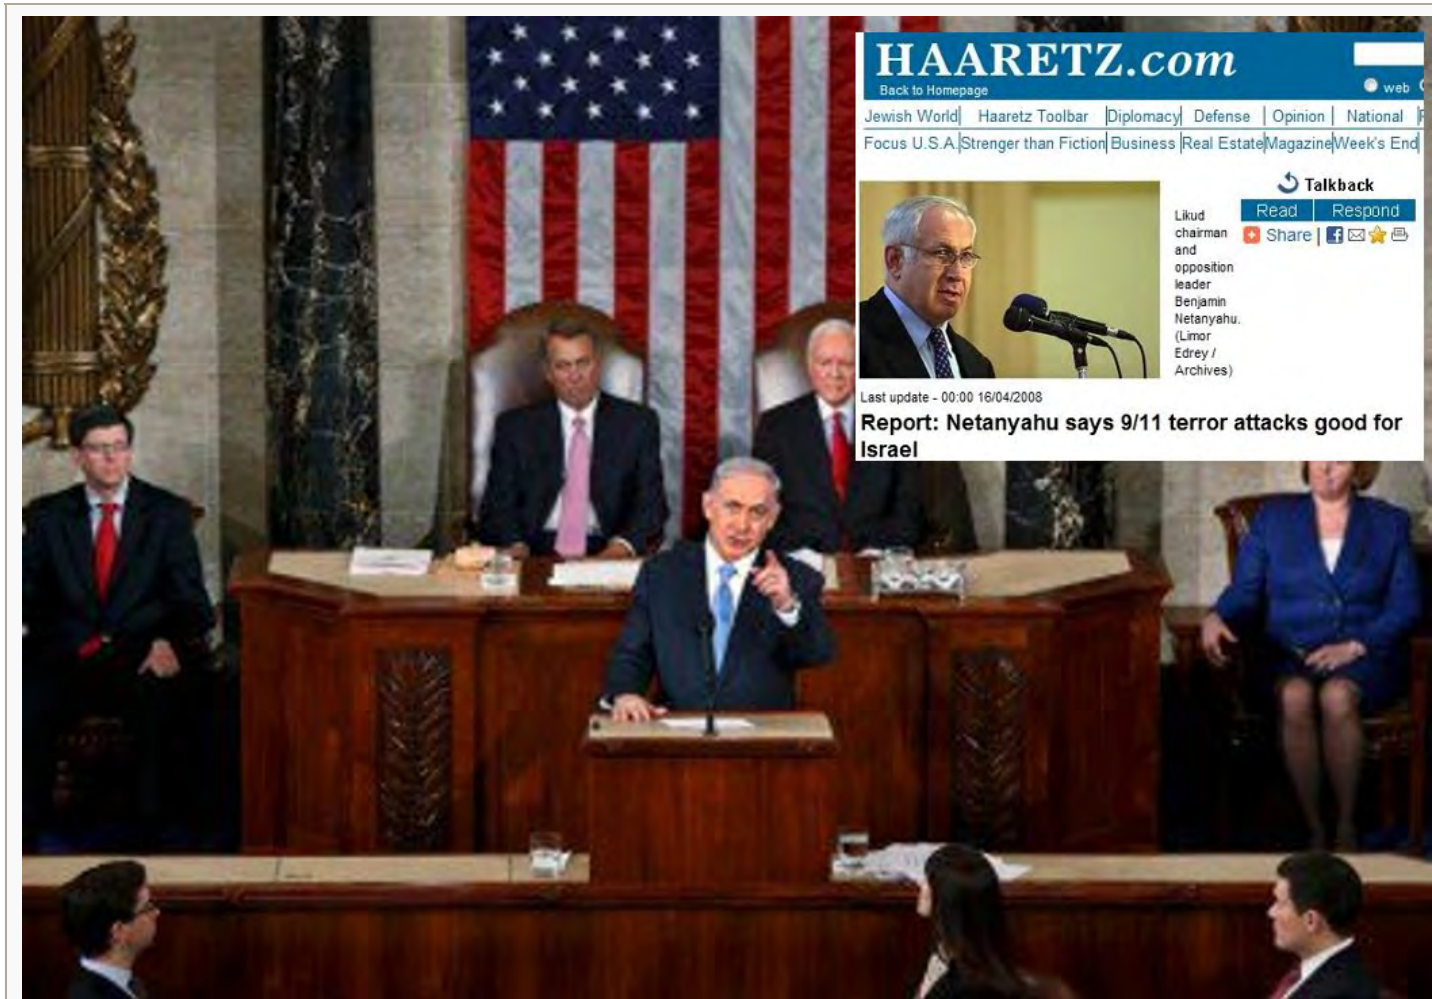 HAARETZ.com
Back to Homepage
web
Jewish World| Haaretz Toolbar |Diplomacy| Defense | Opinion | National |
Focus U.S.A.|Strenger than Fiction| Business |Real Estate|Magazine|Week's End|
Talkback
Read Respond
Share |
Likud
chairman
and
opposition
leader
Benjamin
Netanyahu.
(Limor
Edrey /
Archives)
Last update - 00:00 16/04/2008
Report: Netanyahu says 9/11 terror attacks good for
Israel